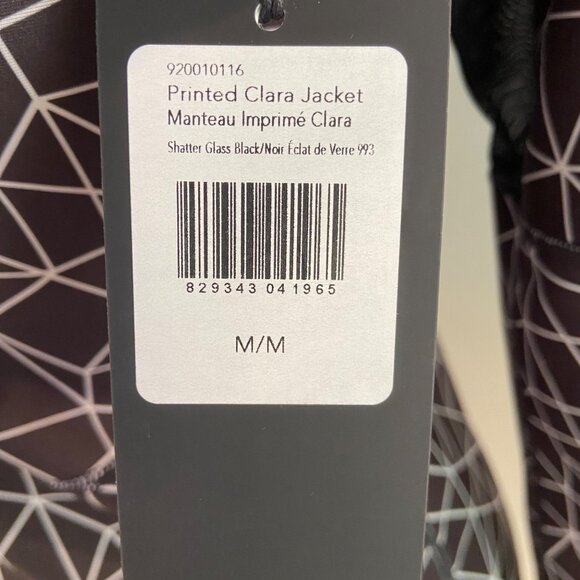 920010116
Printed Clara Jacket
Manteau Imprimé Clara
Shatter Glass Black/Noir Éclat de Verre 993
829343 041965
M/M